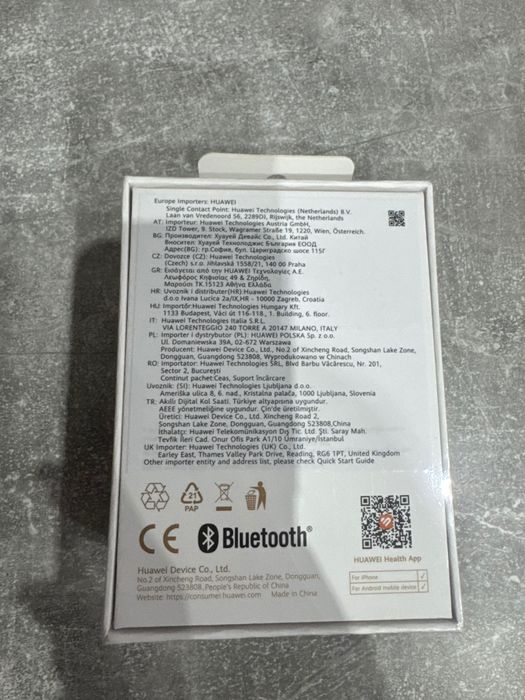 Europe Importers: HUAWEI
Single Contact Point: Huawei Technologies (Netherlands) B.V.
Laan van Vredenoord 56, 2289DJ, Rijswijk, the Netherlands
AT: Importeur: Huawei Technologies Austria GmbH,
IZD Tower, 9. Stock, Wagramer Straße 19, 1220, Wien, Österreich.
BG: Производител: Хуауей Дивайс Co., Ltd. Китай
Вносител: Хуауей Технолоджис България ЕООД
Адрес(BG): гр.София, бул. Цариградско шосе 115Г
CZ: Dovozce (CZ): Huawei Technologies
(Czech) s.r.o. Jihlavská 1558/21, 140 00 Praha
GR: Εισάγεται από την HUAWEI Τεχνολογίες Α.Ε.
Λεωφόρος Κηφισίας 49 & Ζηρίδη,
Μαρούσι ΤΚ.15123 Αθήνα Ελλάδα
HR: Uvoznik i distributer(HR):Huawei Technologies
d.o.o Ivana Lucica 2a/IX,HR - 10000 Zagreb, Croatia
HU: Importőr:Huawei Technologies Hungary Kft.
1133 Budapest, Váci út 116-118, 1. Building, 6. floor.
IT: Huawei Technologies Italia S.R.L.
VIA LORENTEGGIO 240 TORRE A 20147 MILANO, ITALY
PL: Importer i dystrybutor (PL): HUAWEI POLSKA Sp. z o.o.
Ul. Domaniewska 39A, 02-672 Warszawa
Producent: Huawei Device Co., Ltd., No.2 of Xincheng Road, Songshan Lake Zone,
Dongguan, Guangdong 523808, Wyprodukowano w Chinach
RO: Importator: Huawei Technologies SRL, Blvd Barbu Văcărescu, Nr. 201,
Sector 2, București
Continut pachet:Ceas, Suport încărcare
Uvoznik: (SI): Huawei Technologies Ljubljana d.o.o.
Ameriška ulica 8, 6. nad., Kristalna palača, 1000 Ljubljana, Slovenija
TR: Akıllı Dijital Kol Saati. Türkiye altyapısına uygundur.
AEEE yönetmeliğine uygundur. Çin'de üretilmiştir.
Üretici: Huawei Device Co., Ltd. Xincheng Road 2,
Songshan Lake Zone, Dongguan, Guangdong 523808,China
İthalatçı: Huawei Telekomünikasyon Dış Tic. Ltd. Şti. Saray Mah.
Tevfik İleri Cad. Onur Ofis Park A1/10 Umraniye/İstanbul
UK Importer: Huawei Technologies (UK) Co., Ltd.
Earley East, Thames Valley Park Drive, Reading, RG6 1PT, United Kingdom
Other importer entity and address list, please check Quick Start Guide
21
PAP
CE Bluetooth®
HUAWEI Health App
Huawei Device Co., Ltd.
No.2 of Xincheng Road, Songshan Lake Zone, Dongguan,
Guangdong 523808,People's Republic of China
Website: https://consumer.huawei.com Made in China
For iPhone ✓
For Android mobile device ✓